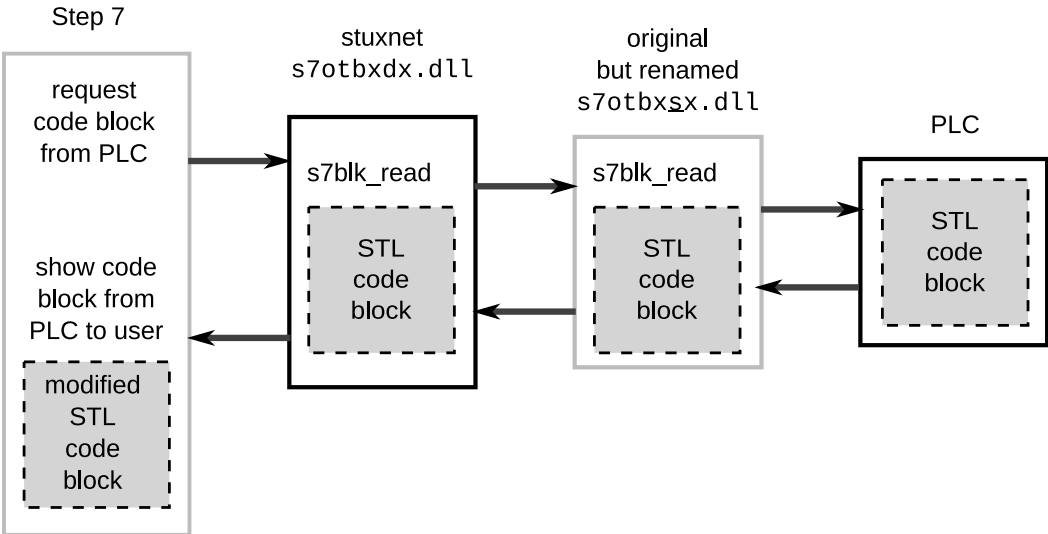 Step 7
request
code block
from PLC
show code
block from
PLC to user
modified
STL
code
block
stuxnet
s7otbxdx.dll
s7blk_read
STL
code
block
original
but renamed
s7otbxsx.dll
s7blk_read
STL
code
block
PLC
STL
code
block